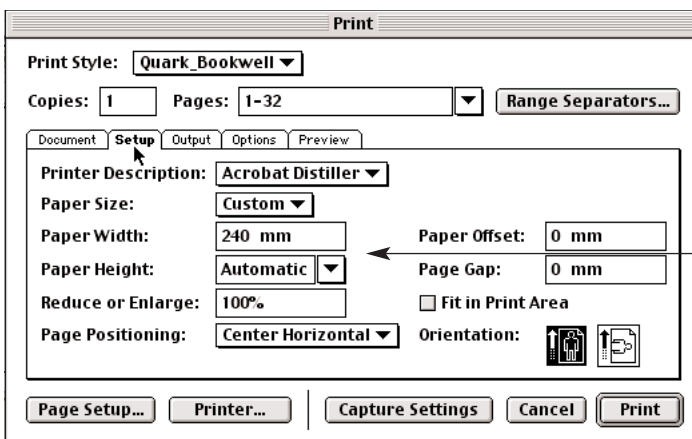 Print
Print Style: Quark_Bookwell
Copies: 1 Pages: 1-32 Range Separators...
Document Setup Output Options Preview
Printer Description: Acrobat Distiller
Paper Size: Custom
Paper Width: 240 mm Paper Offset: 0 mm
Paper Height: Automatic Page Gap: 0 mm
Reduce or Enlarge: 100% Fit in Print Area
Page Positioning: Center Horizontal Orientation:
Page Setup... Printer... Capture Settings Cancel Print